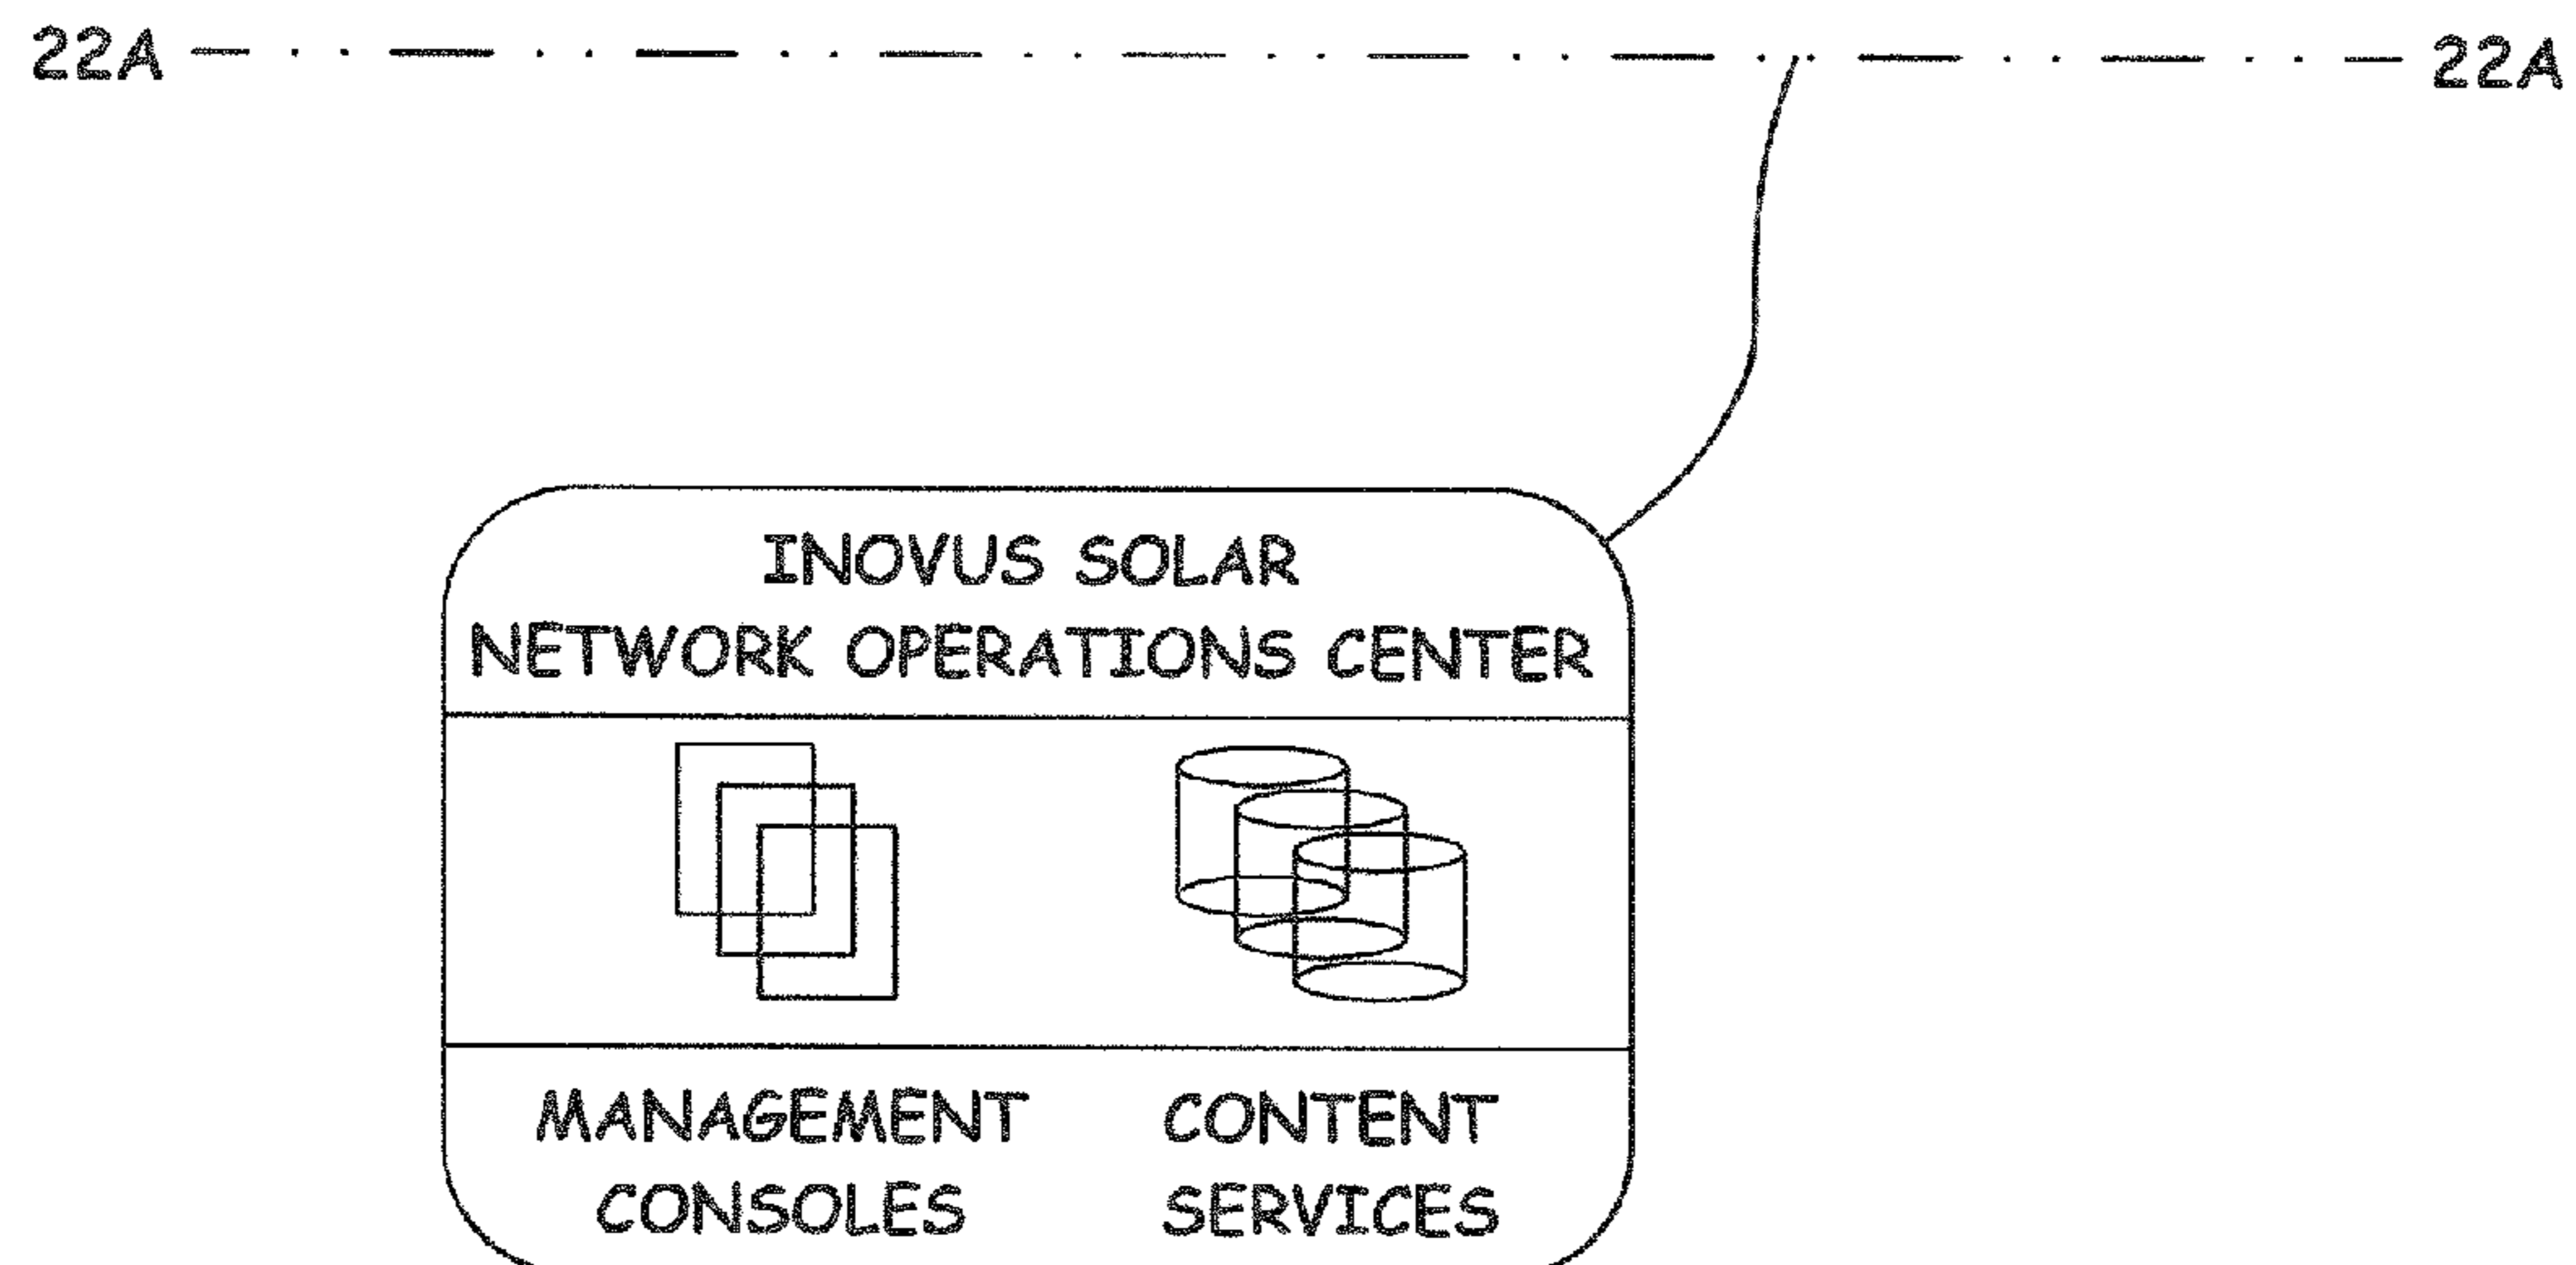 22A 22A
INOVUS SOLAR
NETWORK OPERATIONS CENTER
MANAGEMENT CONTENT
CONSOLES SERVICES